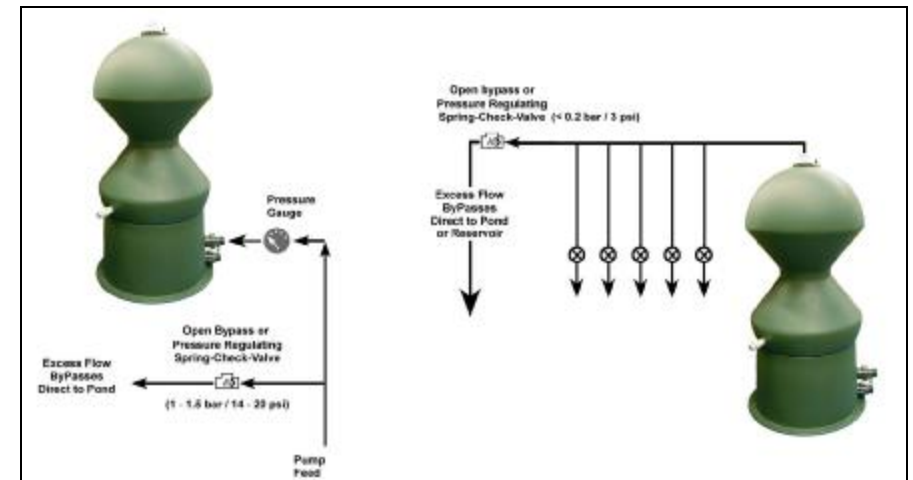 Open bypass or
Pressure Regulating
Spring-Check-Valve (< 0.2 bar / 3 psi)
Excess Flow
ByPasses
Direct to Pond
or Reservoir
Pressure
Gauge
Open Bypass or
Pressure Regulating
Spring-Check-Valve
(1 - 1.5 bar / 14 - 20 psi)
Excess Flow
ByPasses
Direct to Pond
Pump
Feed